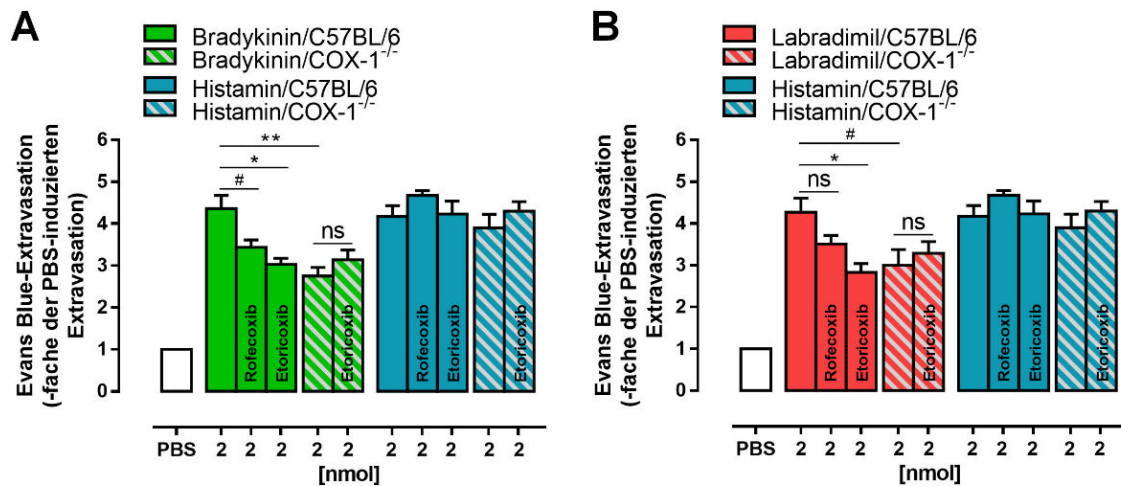 A
Bradykinin/C57BL/6
Bradykinin/COX-1-/-
Histamin/C57BL/6
Histamin/COX-1-/-
Evans Blue-Extravasation
(-fache der PBS-induzierten
Extravasation)
6
5
4
3
2
1
0
**
*
#
ns
Rofecoxib
Etoricoxib
Etoricoxib
Rofecoxib
Etoricoxib
Etoricoxib
PBS 2 2 2 2 2 2 2 2 2 2
[nmol]
B
Labradimil/C57BL/6
Labradimil/COX-1-/-
Histamin/C57BL/6
Histamin/COX-1-/-
Evans Blue-Extravasation
(-fache der PBS-induzierten
Extravasation)
6
5
4
3
2
1
0
#
*
ns
ns
Rofecoxib
Etoricoxib
Etoricoxib
Rofecoxib
Etoricoxib
Etoricoxib
PBS 2 2 2 2 2 2 2 2 2 2
[nmol]